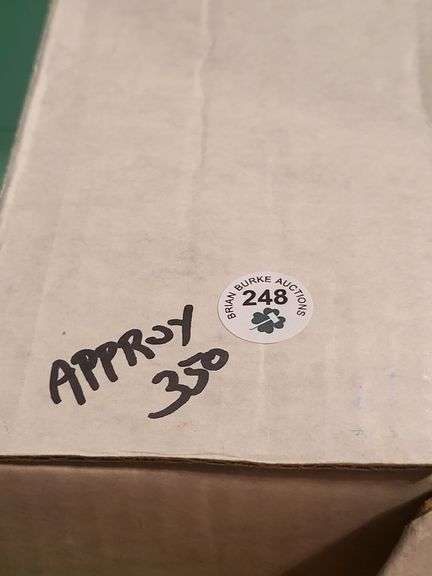 BRIAN BURKE AUCTIONS
248
APPROX
350